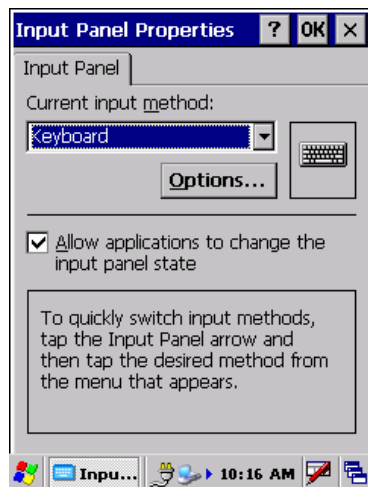 Input Panel Properties ? OK ×
Input Panel
Current input method:
Keyboard
Options...
Allow applications to change the
input panel state
To quickly switch input methods,
tap the Input Panel arrow and
then tap the desired method from
the menu that appears.
Inpu... 10:16 AM